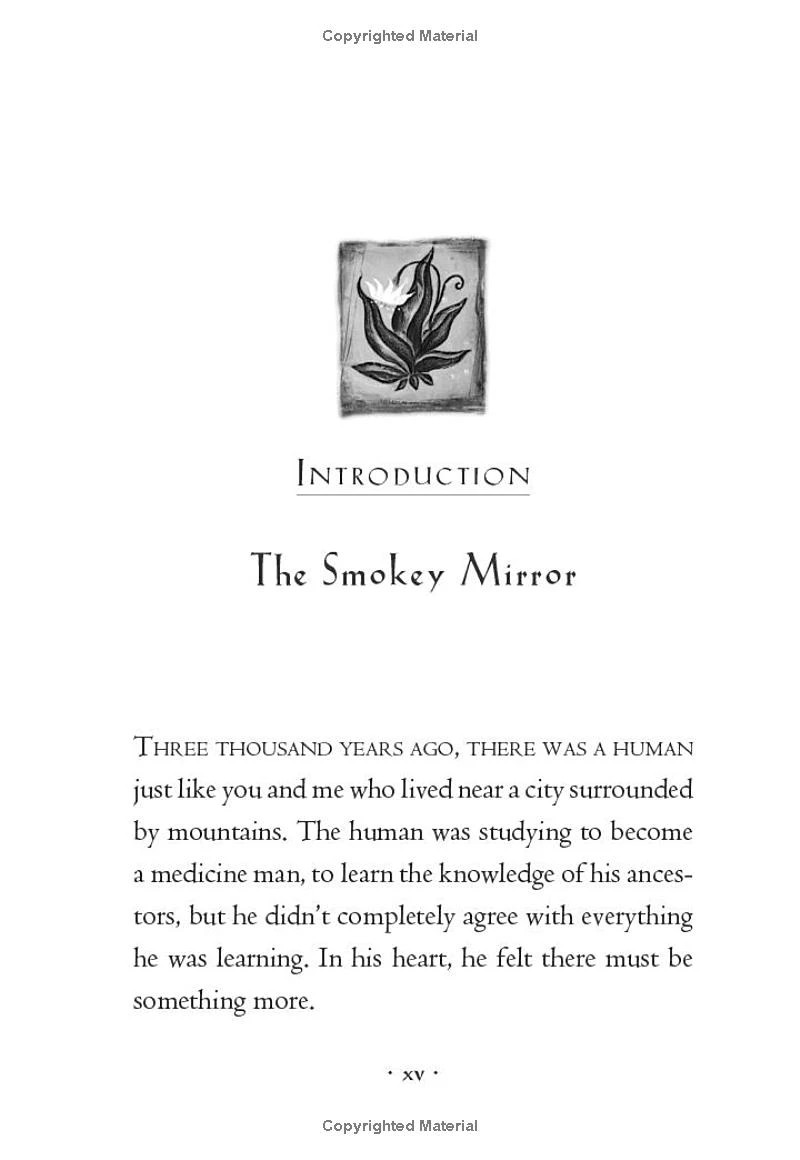 Copyrighted Material
INTRODUCTION
The Smokey Mirror
THREE THOUSAND YEARS AGO, THERE WAS A HUMAN
just like you and me who lived near a city surrounded
by mountains. The human was studying to become
a medicine man, to learn the knowledge of his ances-
tors, but he didn't completely agree with everything
he was learning. In his heart, he felt there must be
something more.
· xv ·
Copyrighted Material